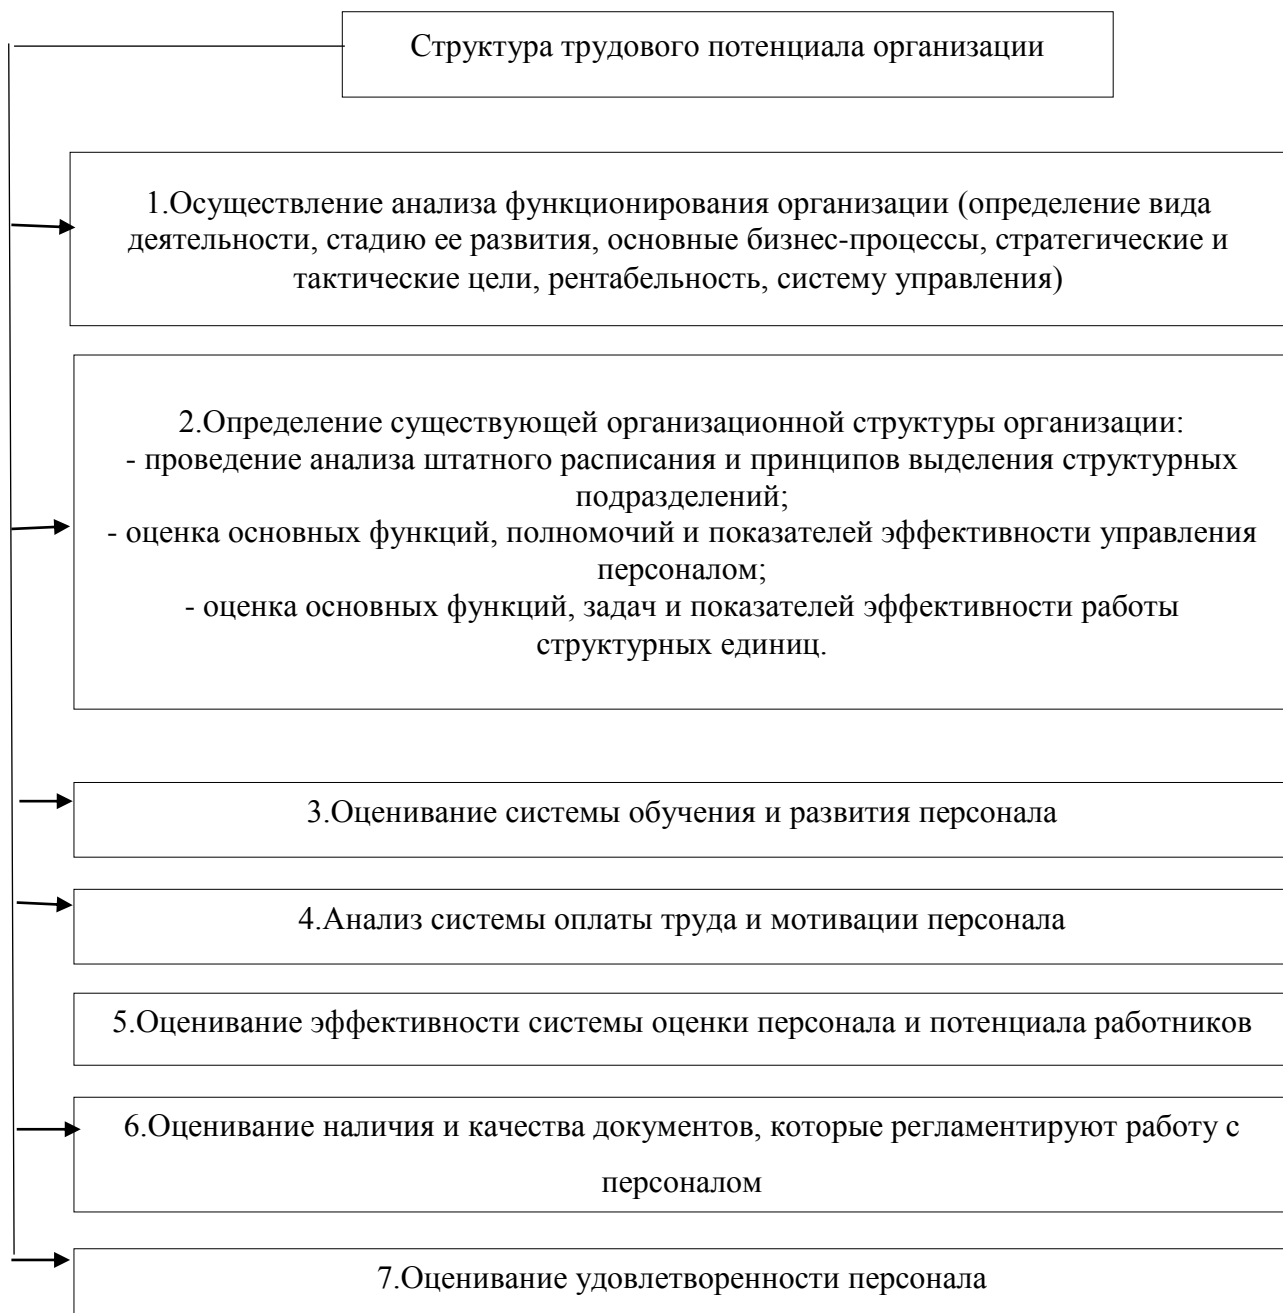 Структура трудового потенциала организации
1.Осуществление анализа функционирования организации (определение вида
деятельности, стадию ее развития, основные бизнес-процессы, стратегические и
тактические цели, рентабельность, систему управления)
2.Определение существующей организационной структуры организации:
- проведение анализа штатного расписания и принципов выделения структурных
подразделений;
- оценка основных функций, полномочий и показателей эффективности управления
персоналом;
- оценка основных функций, задач и показателей эффективности работы
структурных единиц.
3.Оценивание системы обучения и развития персонала
4.Анализ системы оплаты труда и мотивации персонала
5.Оценивание эффективности системы оценки персонала и потенциала работников
6.Оценивание наличия и качества документов, которые регламентируют работу с
персоналом
7.Оценивание удовлетворенности персонала